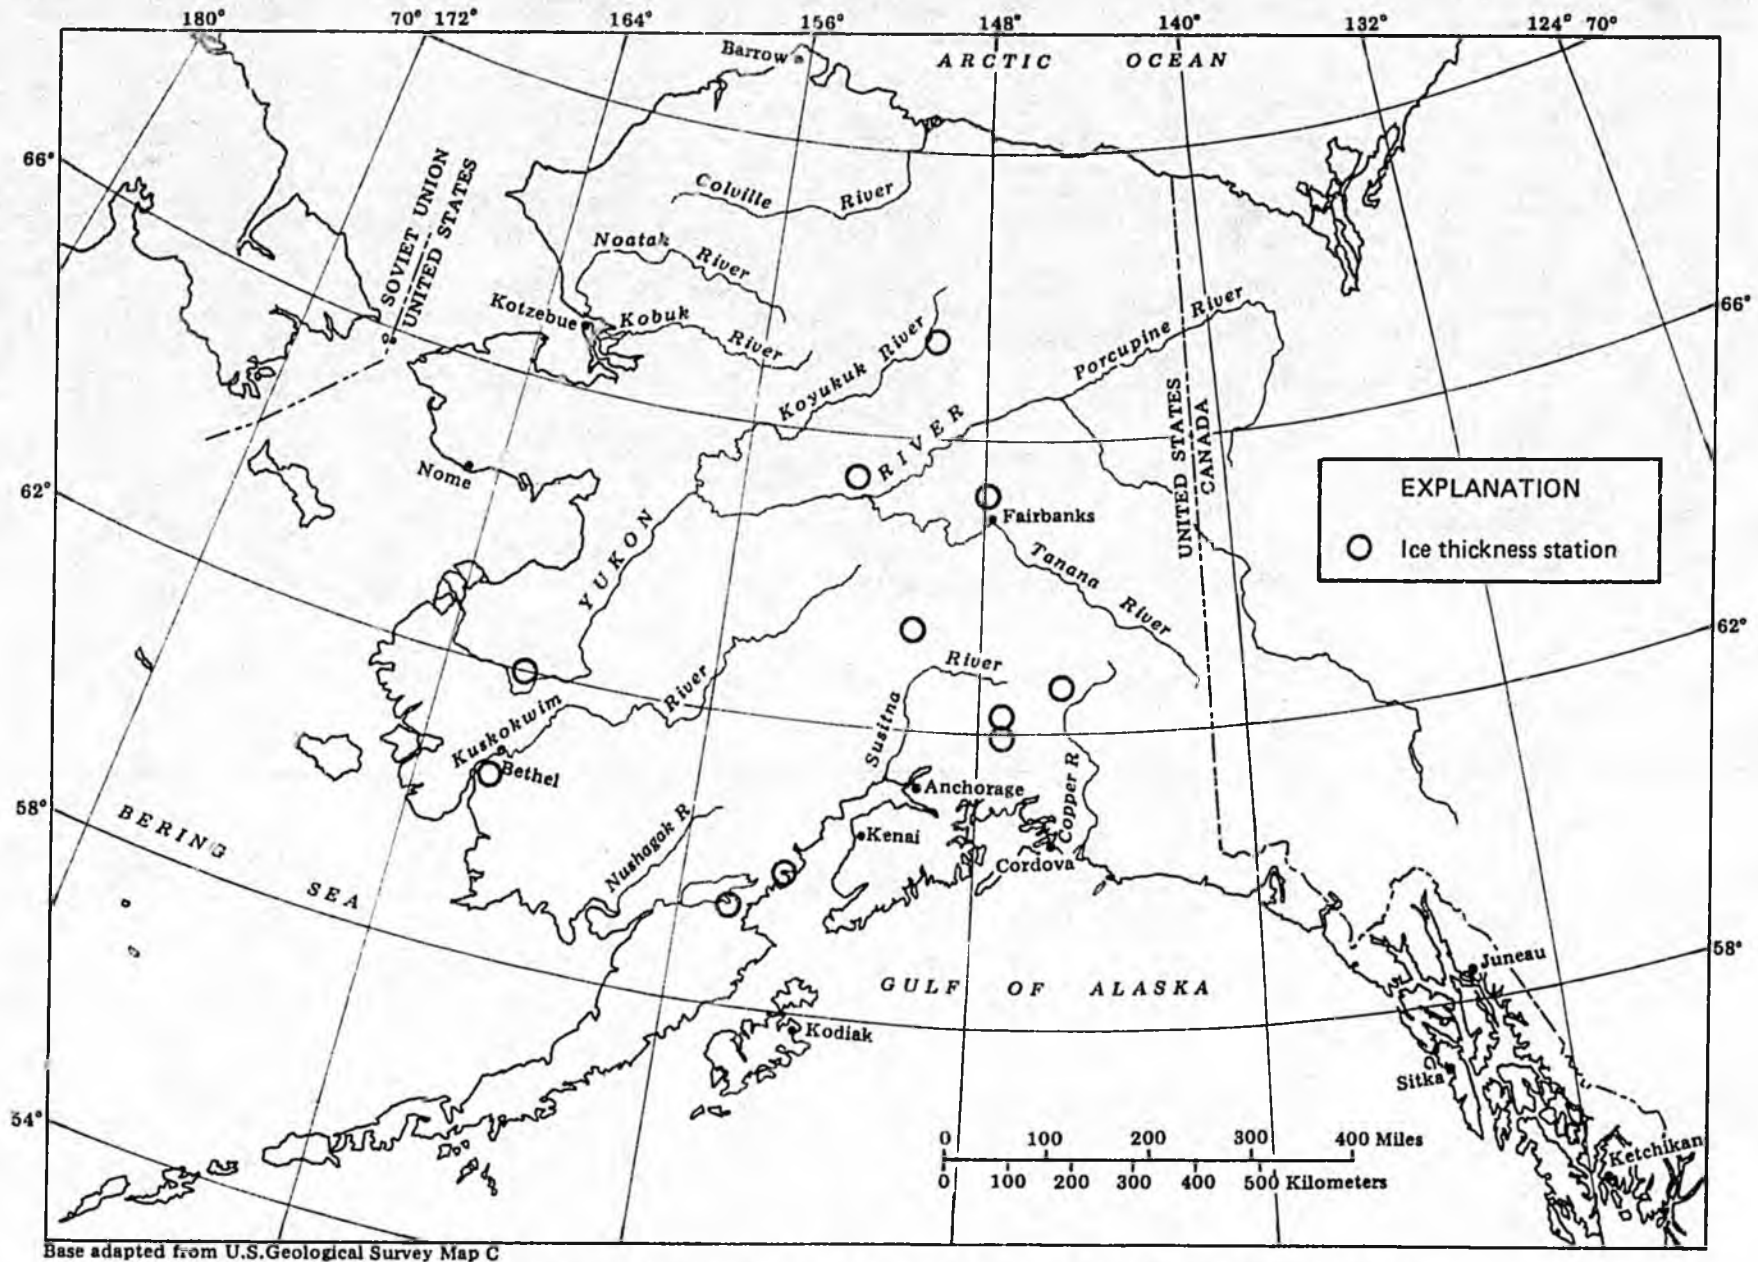 180° 70° 172° 164° 156° 148° 140° 132° 124° 70°
Barrow
ARCTIC OCEAN
66°
SOVIET UNION
UNITED STATES
Colville River
Noatak River
Kotzebue
Kobuk River
Koyukuk River
Porcupine River
66°
UNITED STATES
CANADA
RIVER
Nome
62°
EXPLANATION
Ice thickness station
Fairbanks
YUKON
Tanana River
62°
River
Susitna
Kuskokwim River
Bethel
Anchorage
Copper R
58°
BERING SEA
Nushagak R
Kenai
Cordova
58°
Juneau
GULF OF ALASKA
Kodiak
Sitka
54°
0 100 200 300 400 Miles
0 100 200 300 400 500 Kilometers
Ketchikan
Base adapted from U.S.Geological Survey Map C